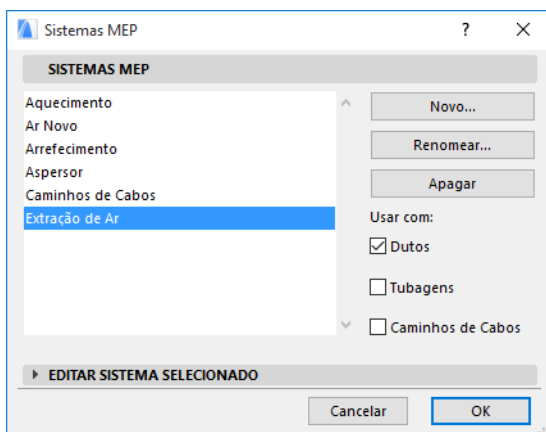 Sistemas MEP
?
SISTEMAS MEP
Aquecimento
Ar Novo
Arrefecimento
Aspersor
Caminhos de Cabos
Extração de Ar
Novo...
Renomear...
Apagar
Usar com:
Dutos
Tubagens
Caminhos de Cabos
EDITAR SISTEMA SELECIONADO
Cancelar
OK